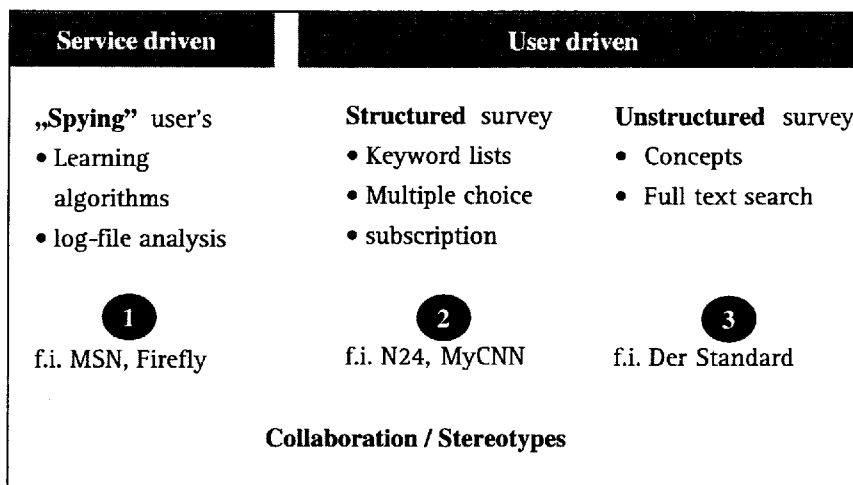 Service driven
User driven
„Spying” user's
• Learning
algorithms
• log-file analysis
Structured survey
• Keyword lists
• Multiple choice
• subscription
Unstructured survey
• Concepts
• Full text search
1
f.i. MSN, Firefly
2
f.i. N24, MyCNN
3
f.i. Der Standard
Collaboration / Stereotypes